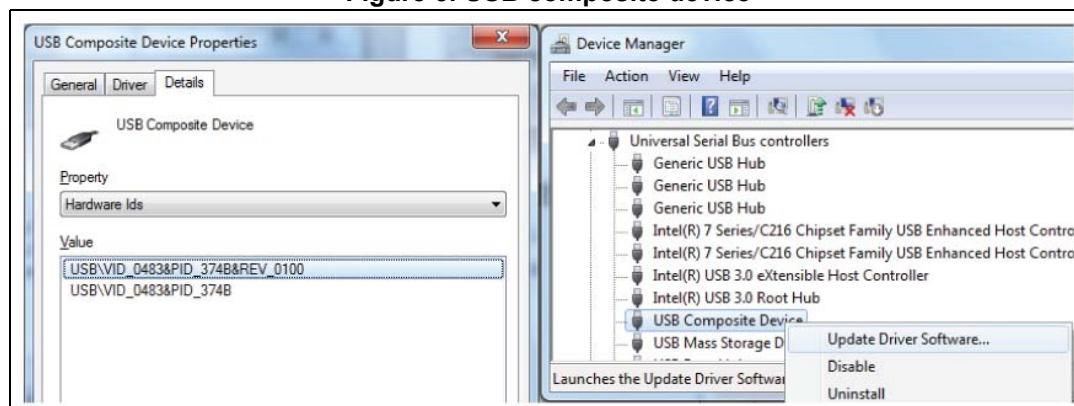 Figure 6. USB composite device
USB Composite Device Properties
General Driver Details
USB Composite Device
Property
Hardware Ids
Value
USB\VID_0483&PID_374B&REV_0100
USB\VID_0483&PID_374B
Device Manager
File Action View Help
Universal Serial Bus controllers
Generic USB Hub
Generic USB Hub
Generic USB Hub
Intel(R) 7 Series/C216 Chipset Family USB Enhanced Host Contro
Intel(R) 7 Series/C216 Chipset Family USB Enhanced Host Contro
Intel(R) USB 3.0 eXtensible Host Controller
Intel(R) USB 3.0 Root Hub
USB Composite Device
USB Mass Storage D
Launches the Update Driver Softwar
Update Driver Software...
Disable
Uninstall